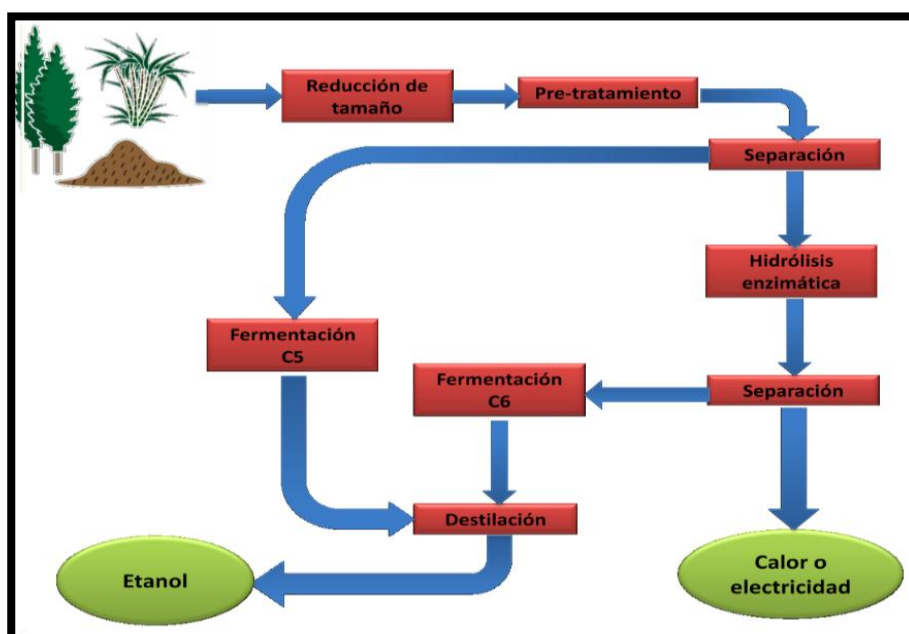 Reducción de
tamaño
Pre-tratamiento
Separación
Hidrólisis
enzimática
Fermentación
C5
Fermentación
C6
Separación
Destilación
Etanol
Calor o
electricidad